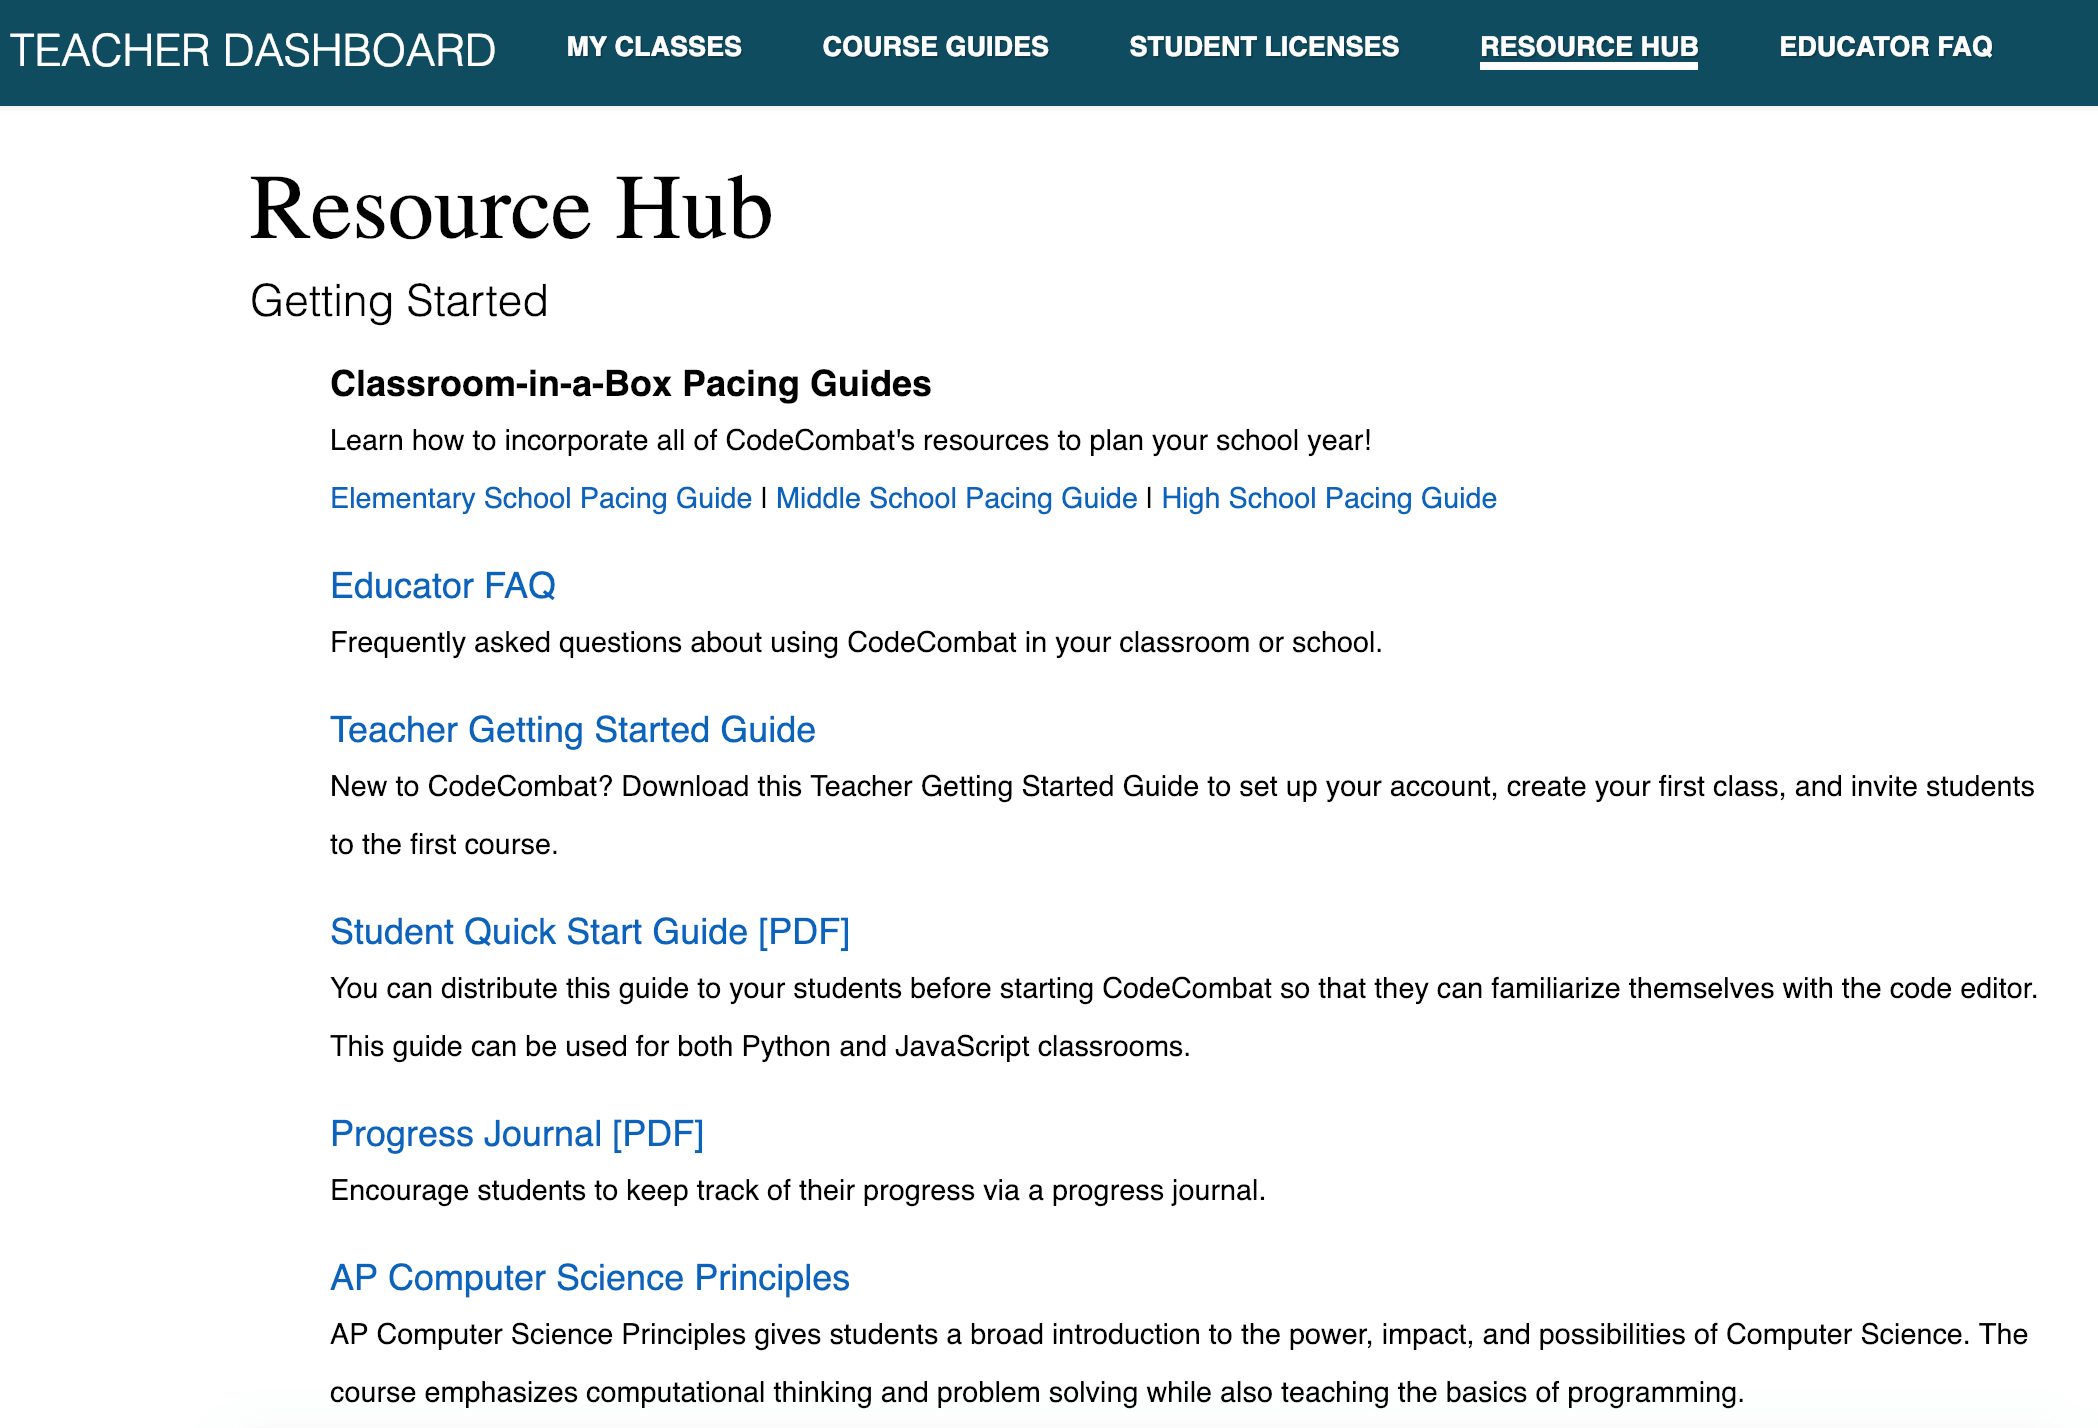 TEACHER DASHBOARD MY CLASSES COURSE GUIDES STUDENT LICENSES RESOURCE HUB EDUCATOR FAQ
Resource Hub
Getting Started
Classroom-in-a-Box Pacing Guides
Learn how to incorporate all of CodeCombat's resources to plan your school year!
Elementary School Pacing Guide | Middle School Pacing Guide | High School Pacing Guide
Educator FAQ
Frequently asked questions about using CodeCombat in your classroom or school.
Teacher Getting Started Guide
New to CodeCombat? Download this Teacher Getting Started Guide to set up your account, create your first class, and invite students
to the first course.
Student Quick Start Guide [PDF]
You can distribute this guide to your students before starting CodeCombat so that they can familiarize themselves with the code editor.
This guide can be used for both Python and JavaScript classrooms.
Progress Journal [PDF]
Encourage students to keep track of their progress via a progress journal.
AP Computer Science Principles
AP Computer Science Principles gives students a broad introduction to the power, impact, and possibilities of Computer Science. The
course emphasizes computational thinking and problem solving while also teaching the basics of programming.